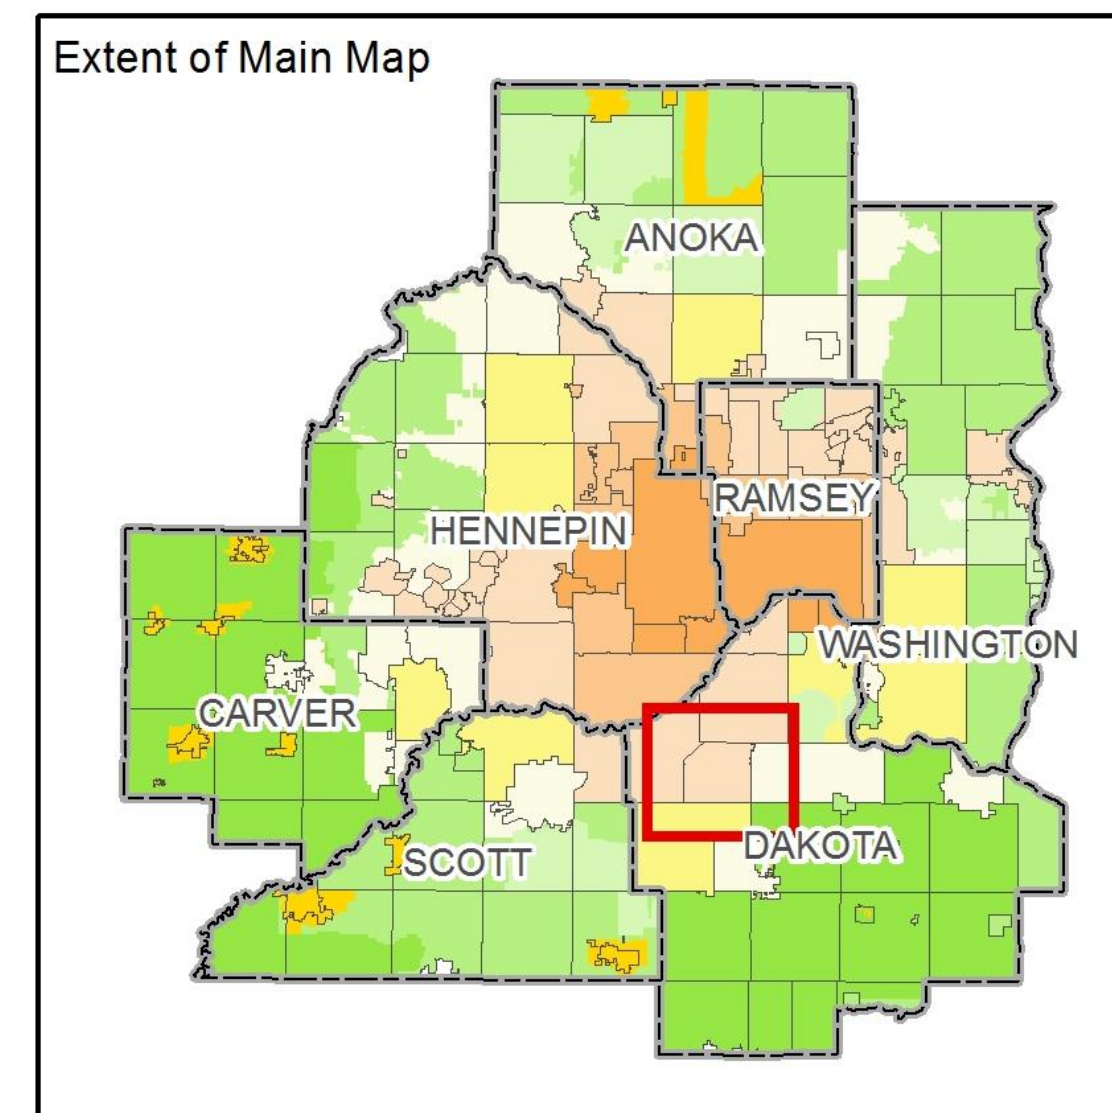 Extent of Main Map
ANOKA
RAMSEY
HENNEPIN
WASHINGTON
CARVER
DAKOTA
SCOTT